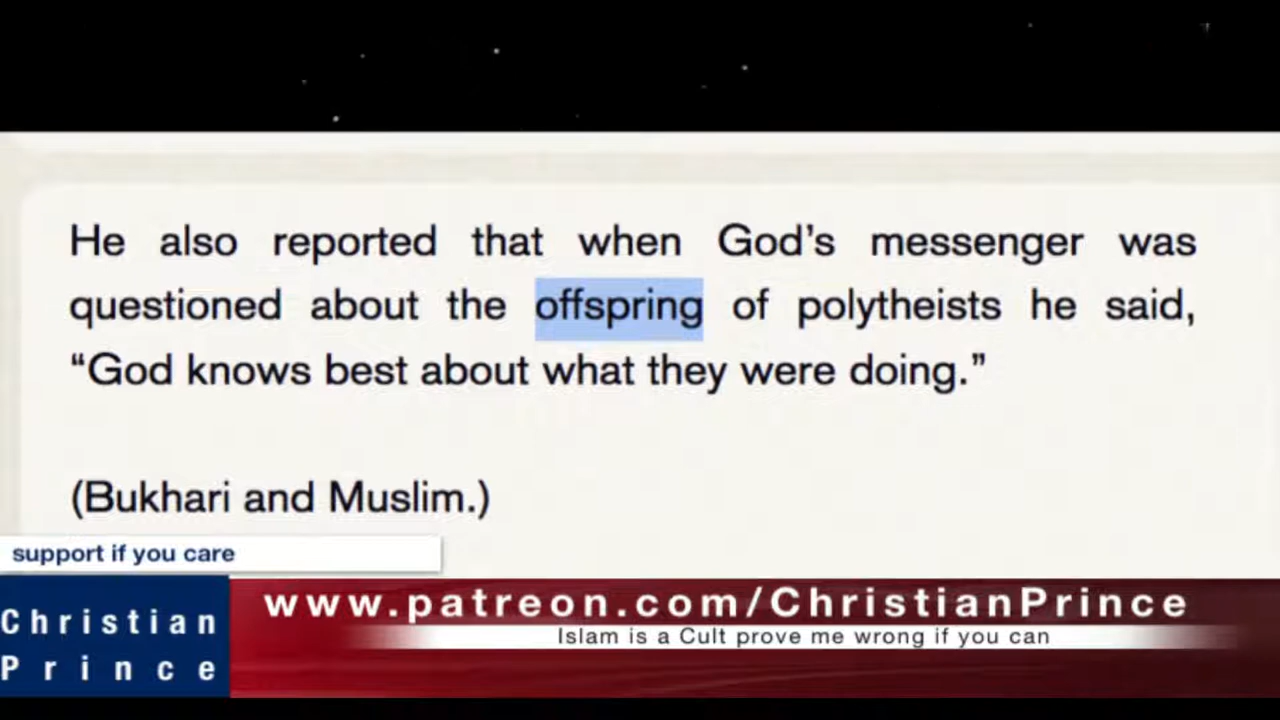 He also reported that when God’s messenger was
questioned about the offspring of polytheists he said,
“God knows best about what they were doing.”
(Bukhari and Muslim.)
support if you care
Christian
Prince
www.patreon.com/ChristianPrince
Islam is a Cult prove me wrong if you can